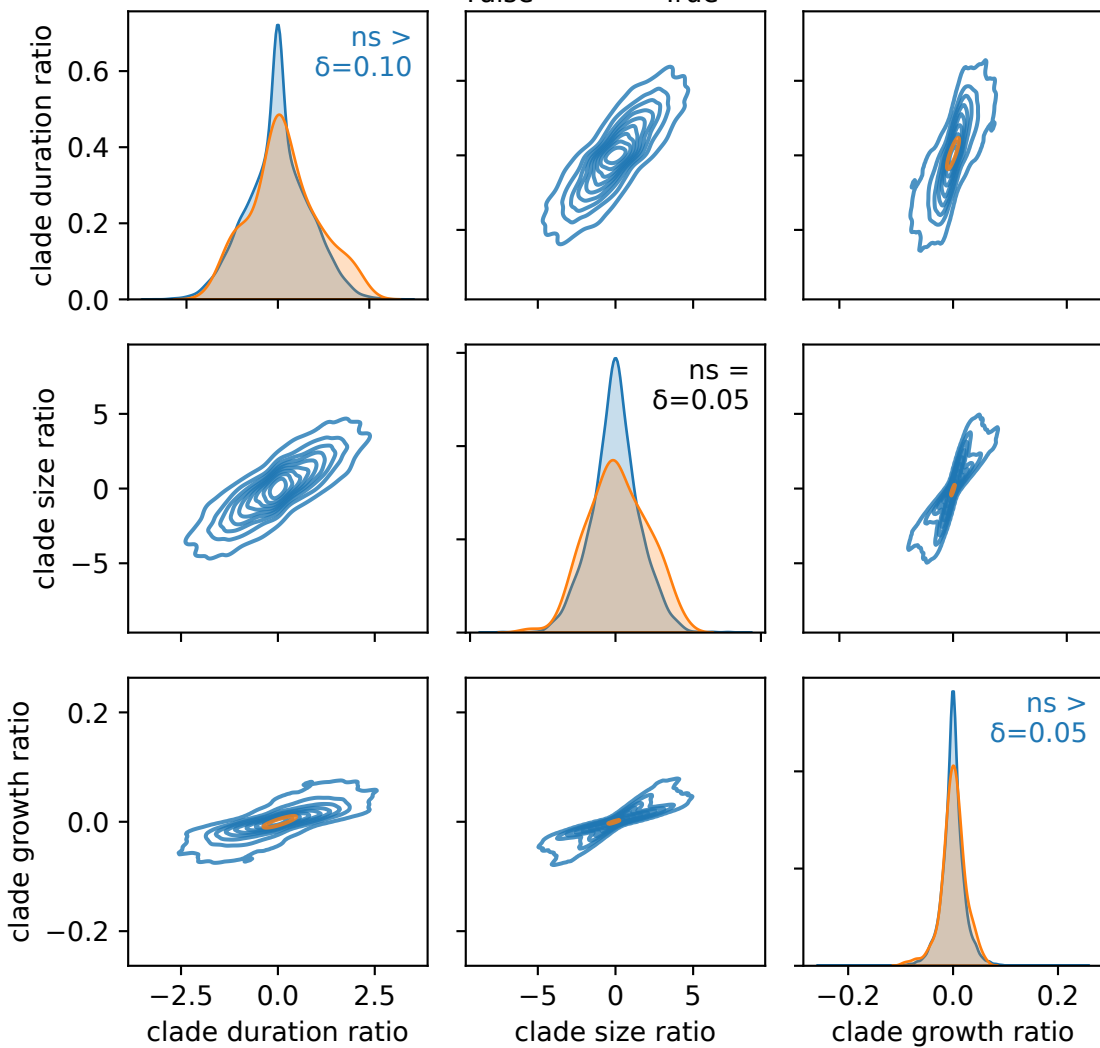 clade duration ratio
0.6
0.4
0.2
0.0
ns >
δ=0.10
clade size ratio
5
0
−5
ns =
δ=0.05
clade growth ratio
0.2
0.0
−0.2
ns >
δ=0.05
−2.5 0.0 2.5
clade duration ratio
−5 0 5
clade size ratio
−0.2 0.0 0.2
clade growth ratio